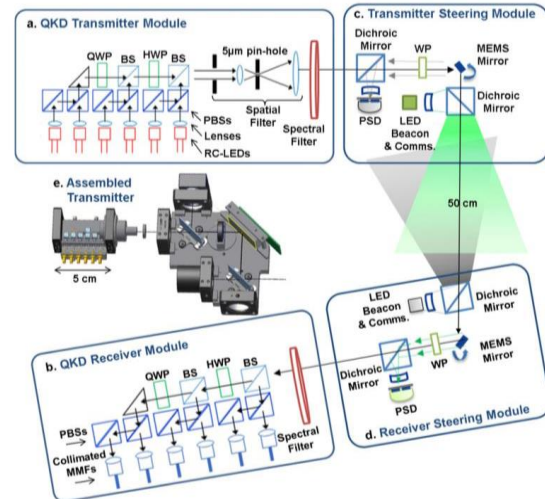 a. QKD Transmitter Module
QWP BS HWP BS
5µm pin-hole
Spatial
Filter
Spectral
Filter
PBSs
Lenses
RC-LEDs
c. Transmitter Steering Module
Dichroic
Mirror
WP
MEMS
Mirror
PSD
LED
Beacon
& Comms.
Dichroic
Mirror
50 cm
e. Assembled
Transmitter
5 cm
LED
Beacon
& Comms.
Dichroic
Mirror
MEMS
Mirror
WP
Dichroic
Mirror
PSD
d. Receiver Steering Module
b. QKD Receiver Module
QWP BS HWP BS
PBSs
Collimated
MMFs
Spectral
Filter